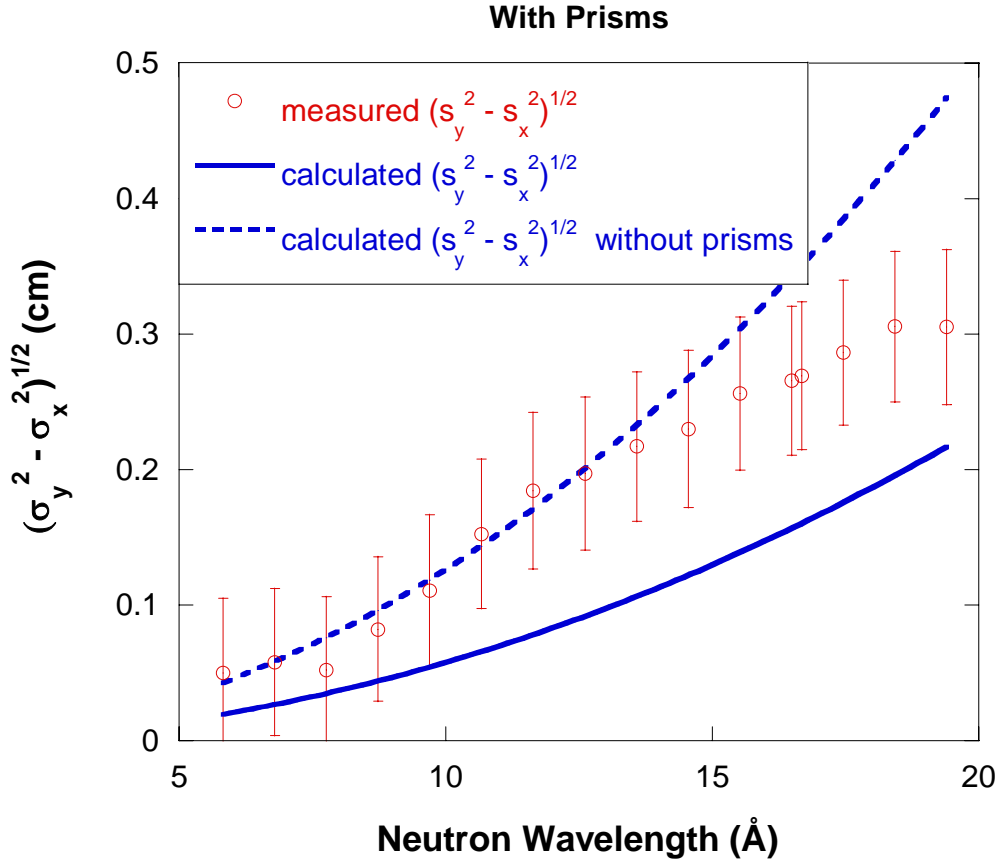 With Prisms
0.5
0.4
0.3
0.2
0.1
0
measured (s_y^2 - s_x^2)^1/2
calculated (s_y^2 - s_x^2)^1/2
calculated (s_y^2 - s_x^2)^1/2 without prisms
(σ_y^2 - σ_x^2)^1/2 (cm)
5 10 15 20
Neutron Wavelength (Å)